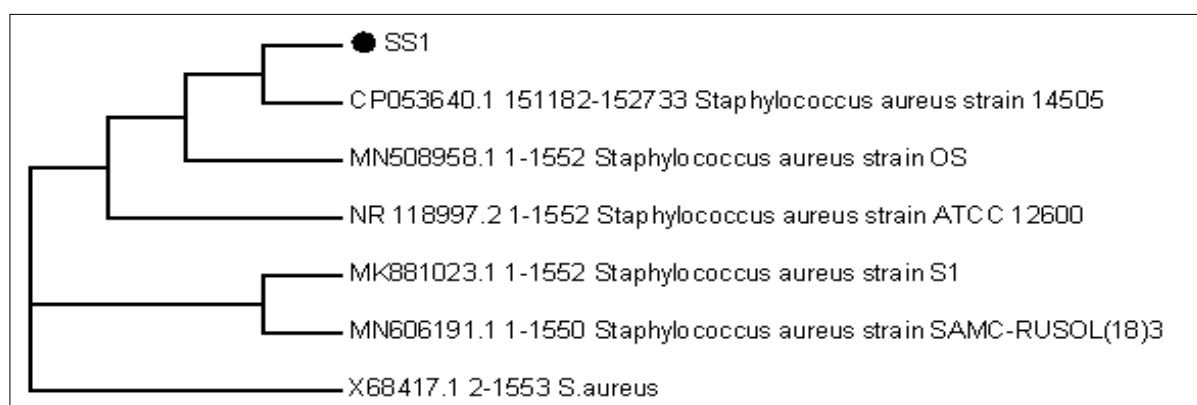 SS1
CP053640.1 151182-152733 Staphylococcus aureus strain 14505
MN508958.1 1-1552 Staphylococcus aureus strain OS
NR 118997.2 1-1552 Staphylococcus aureus strain ATCC 12600
MK881023.1 1-1552 Staphylococcus aureus strain S1
MN606191.1 1-1550 Staphylococcus aureus strain SAMC-RUSOL(18)3
X68417.1 2-1553 S.aureus